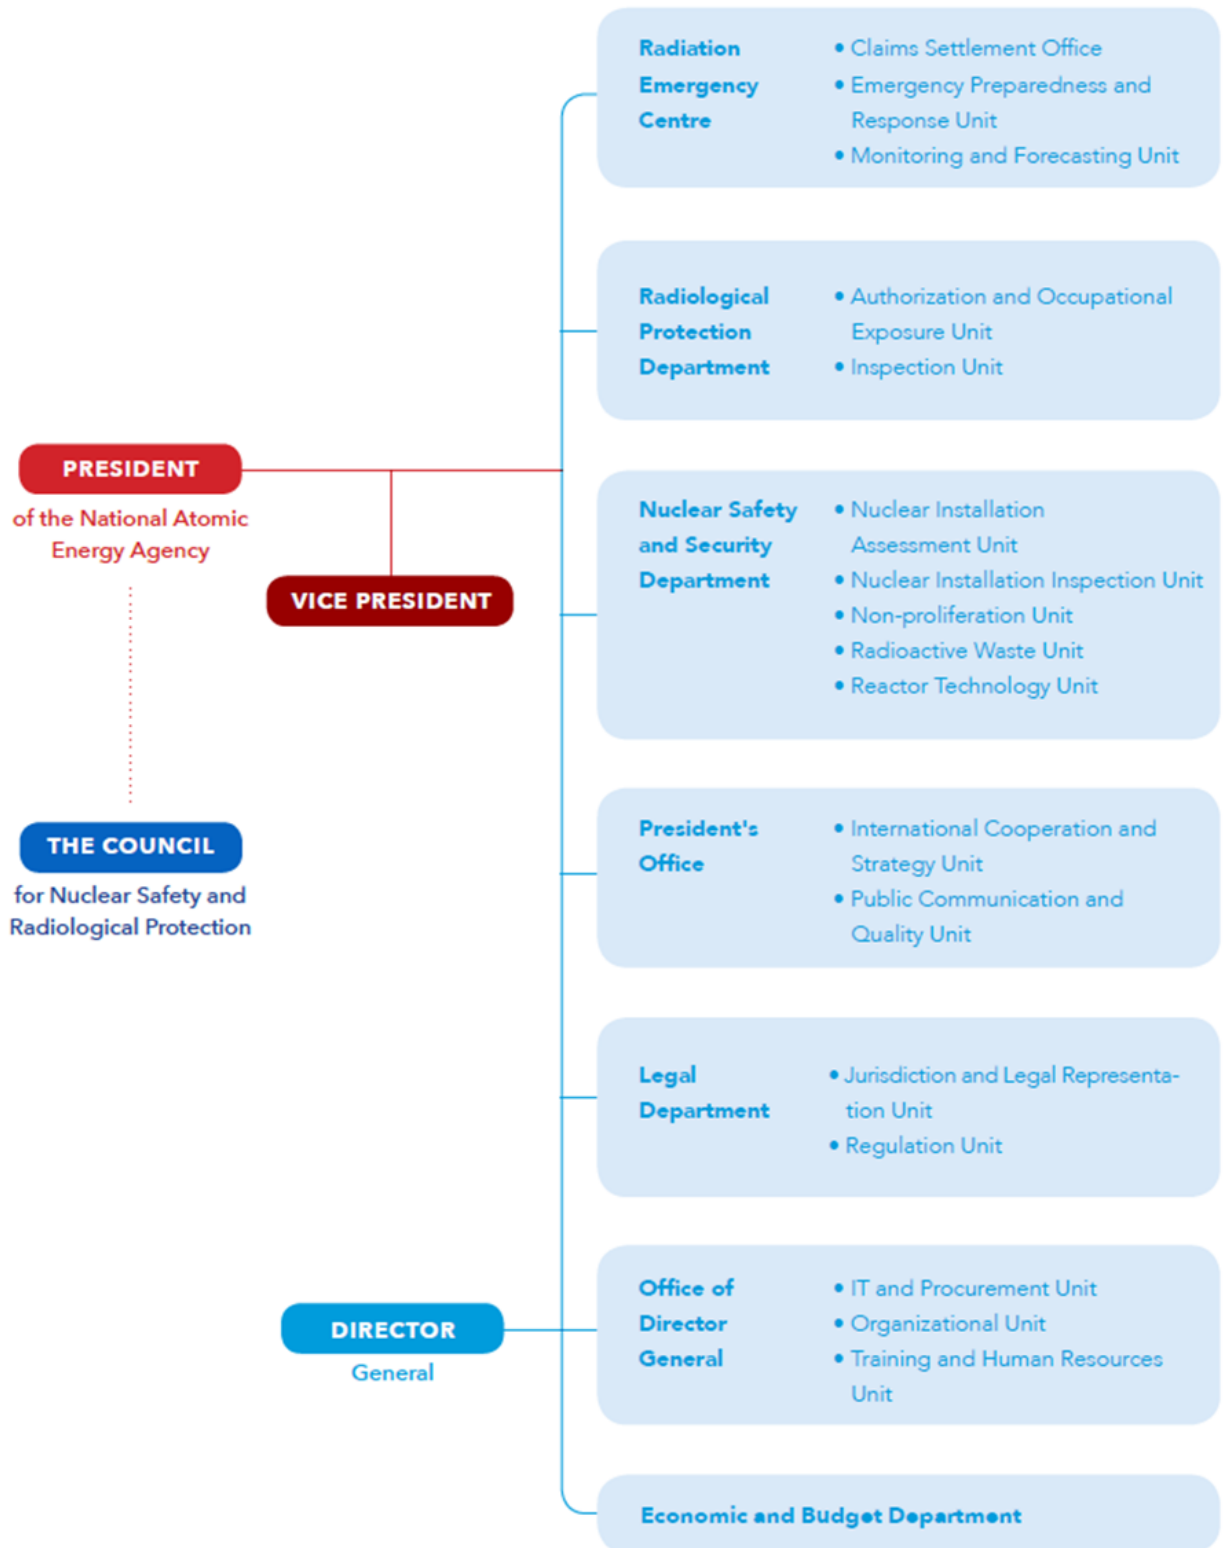 Radiation
Emergency
Centre
• Claims Settlement Office
• Emergency Preparedness and
Response Unit
• Monitoring and Forecasting Unit
Radiological
Protection
Department
• Authorization and Occupational
Exposure Unit
• Inspection Unit
PRESIDENT
of the National Atomic
Energy Agency
VICE PRESIDENT
Nuclear Safety
and Security
Department
• Nuclear Installation
Assessment Unit
• Nuclear Installation Inspection Unit
• Non-proliferation Unit
• Radioactive Waste Unit
• Reactor Technology Unit
THE COUNCIL
for Nuclear Safety and
Radiological Protection
President's
Office
• International Cooperation and
Strategy Unit
• Public Communication and
Quality Unit
Legal
Department
• Jurisdiction and Legal Representa-
tion Unit
• Regulation Unit
DIRECTOR
General
Office of
Director
General
• IT and Procurement Unit
• Organizational Unit
• Training and Human Resources
Unit
Economic and Budget Department